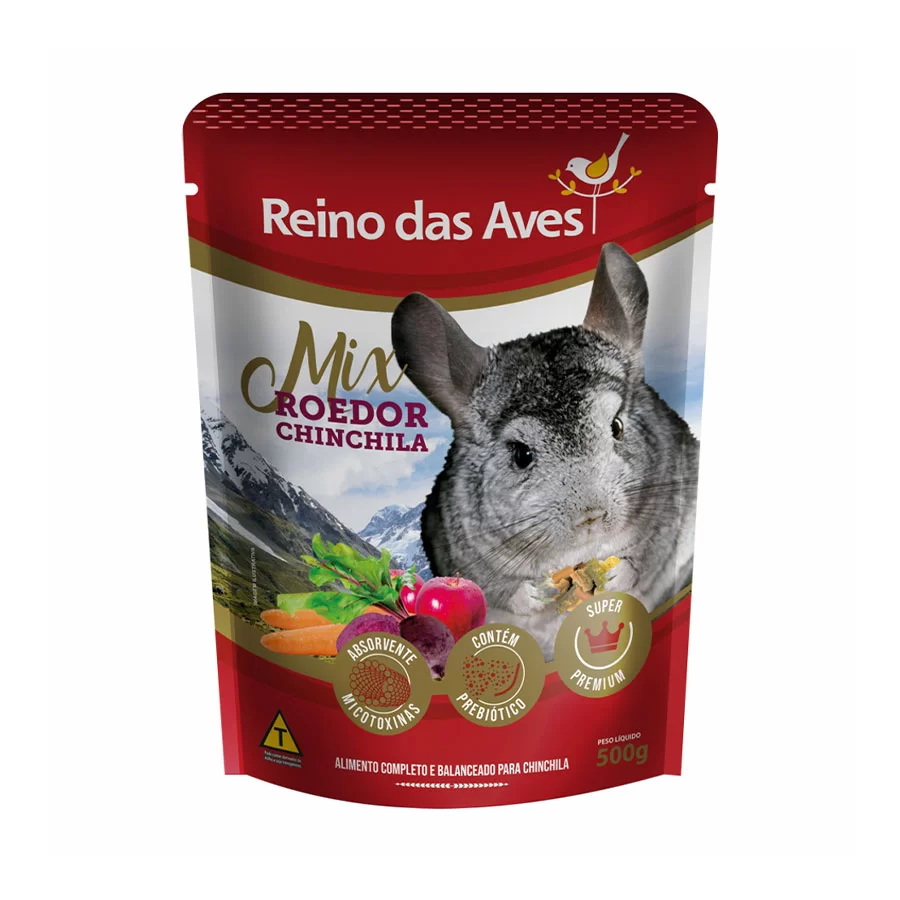 Reino das Aves
Mix
ROEDOR
CHINCHILA
ABSORVENTE
MICOTOXINAS
CONTÉM
PREBIÓTICO
SUPER
PREMIUM
T
PESO LÍQUIDO
500g
ALIMENTO COMPLETO E BALANCEADO PARA CHINCHILA